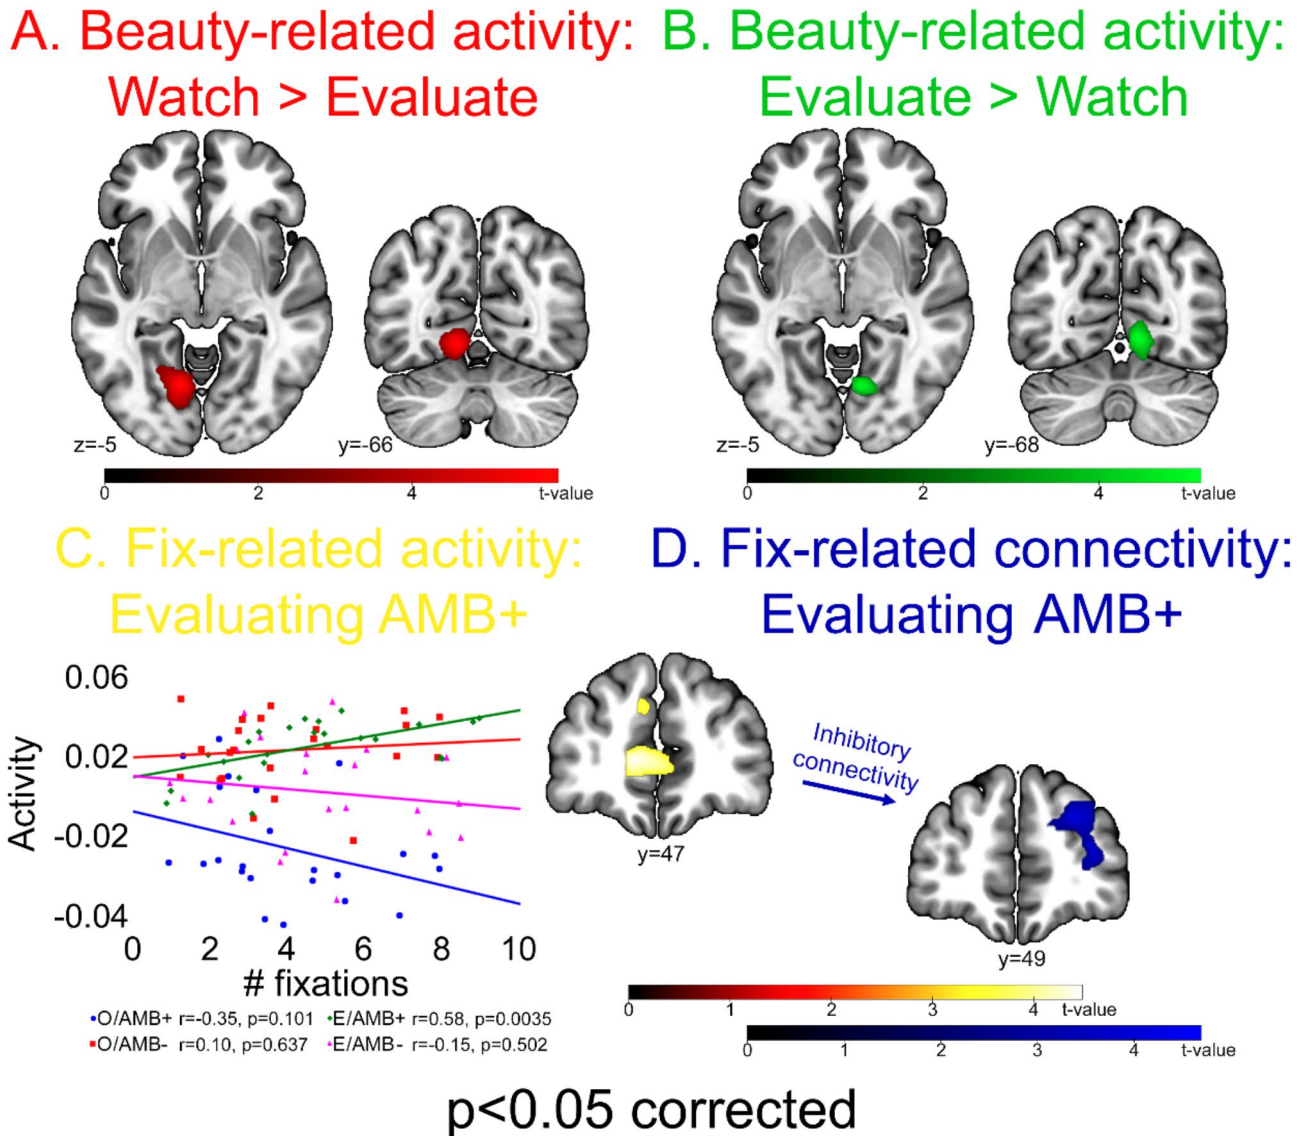 A. Beauty-related activity:
Watch > Evaluate
B. Beauty-related activity:
Evaluate > Watch
z=-5
y=-66
0 2 4 t-value
z=-5
y=-68
0 2 4 t-value
C. Fix-related activity:
Evaluating AMB+
D. Fix-related connectivity:
Evaluating AMB+
Activity
0.06
0.02
-0.02
-0.04
0 2 4 6 8 10
# fixations
O/AMB+ r=-0.35, p=0.101 E/AMB+ r=0.58, p=0.0035
O/AMB- r=0.10, p=0.637 E/AMB- r=-0.15, p=0.502
y=47
Inhibitory
connectivity
y=49
0 1 2 3 4 t-value
0 1 2 3 4 t-value
p<0.05 corrected